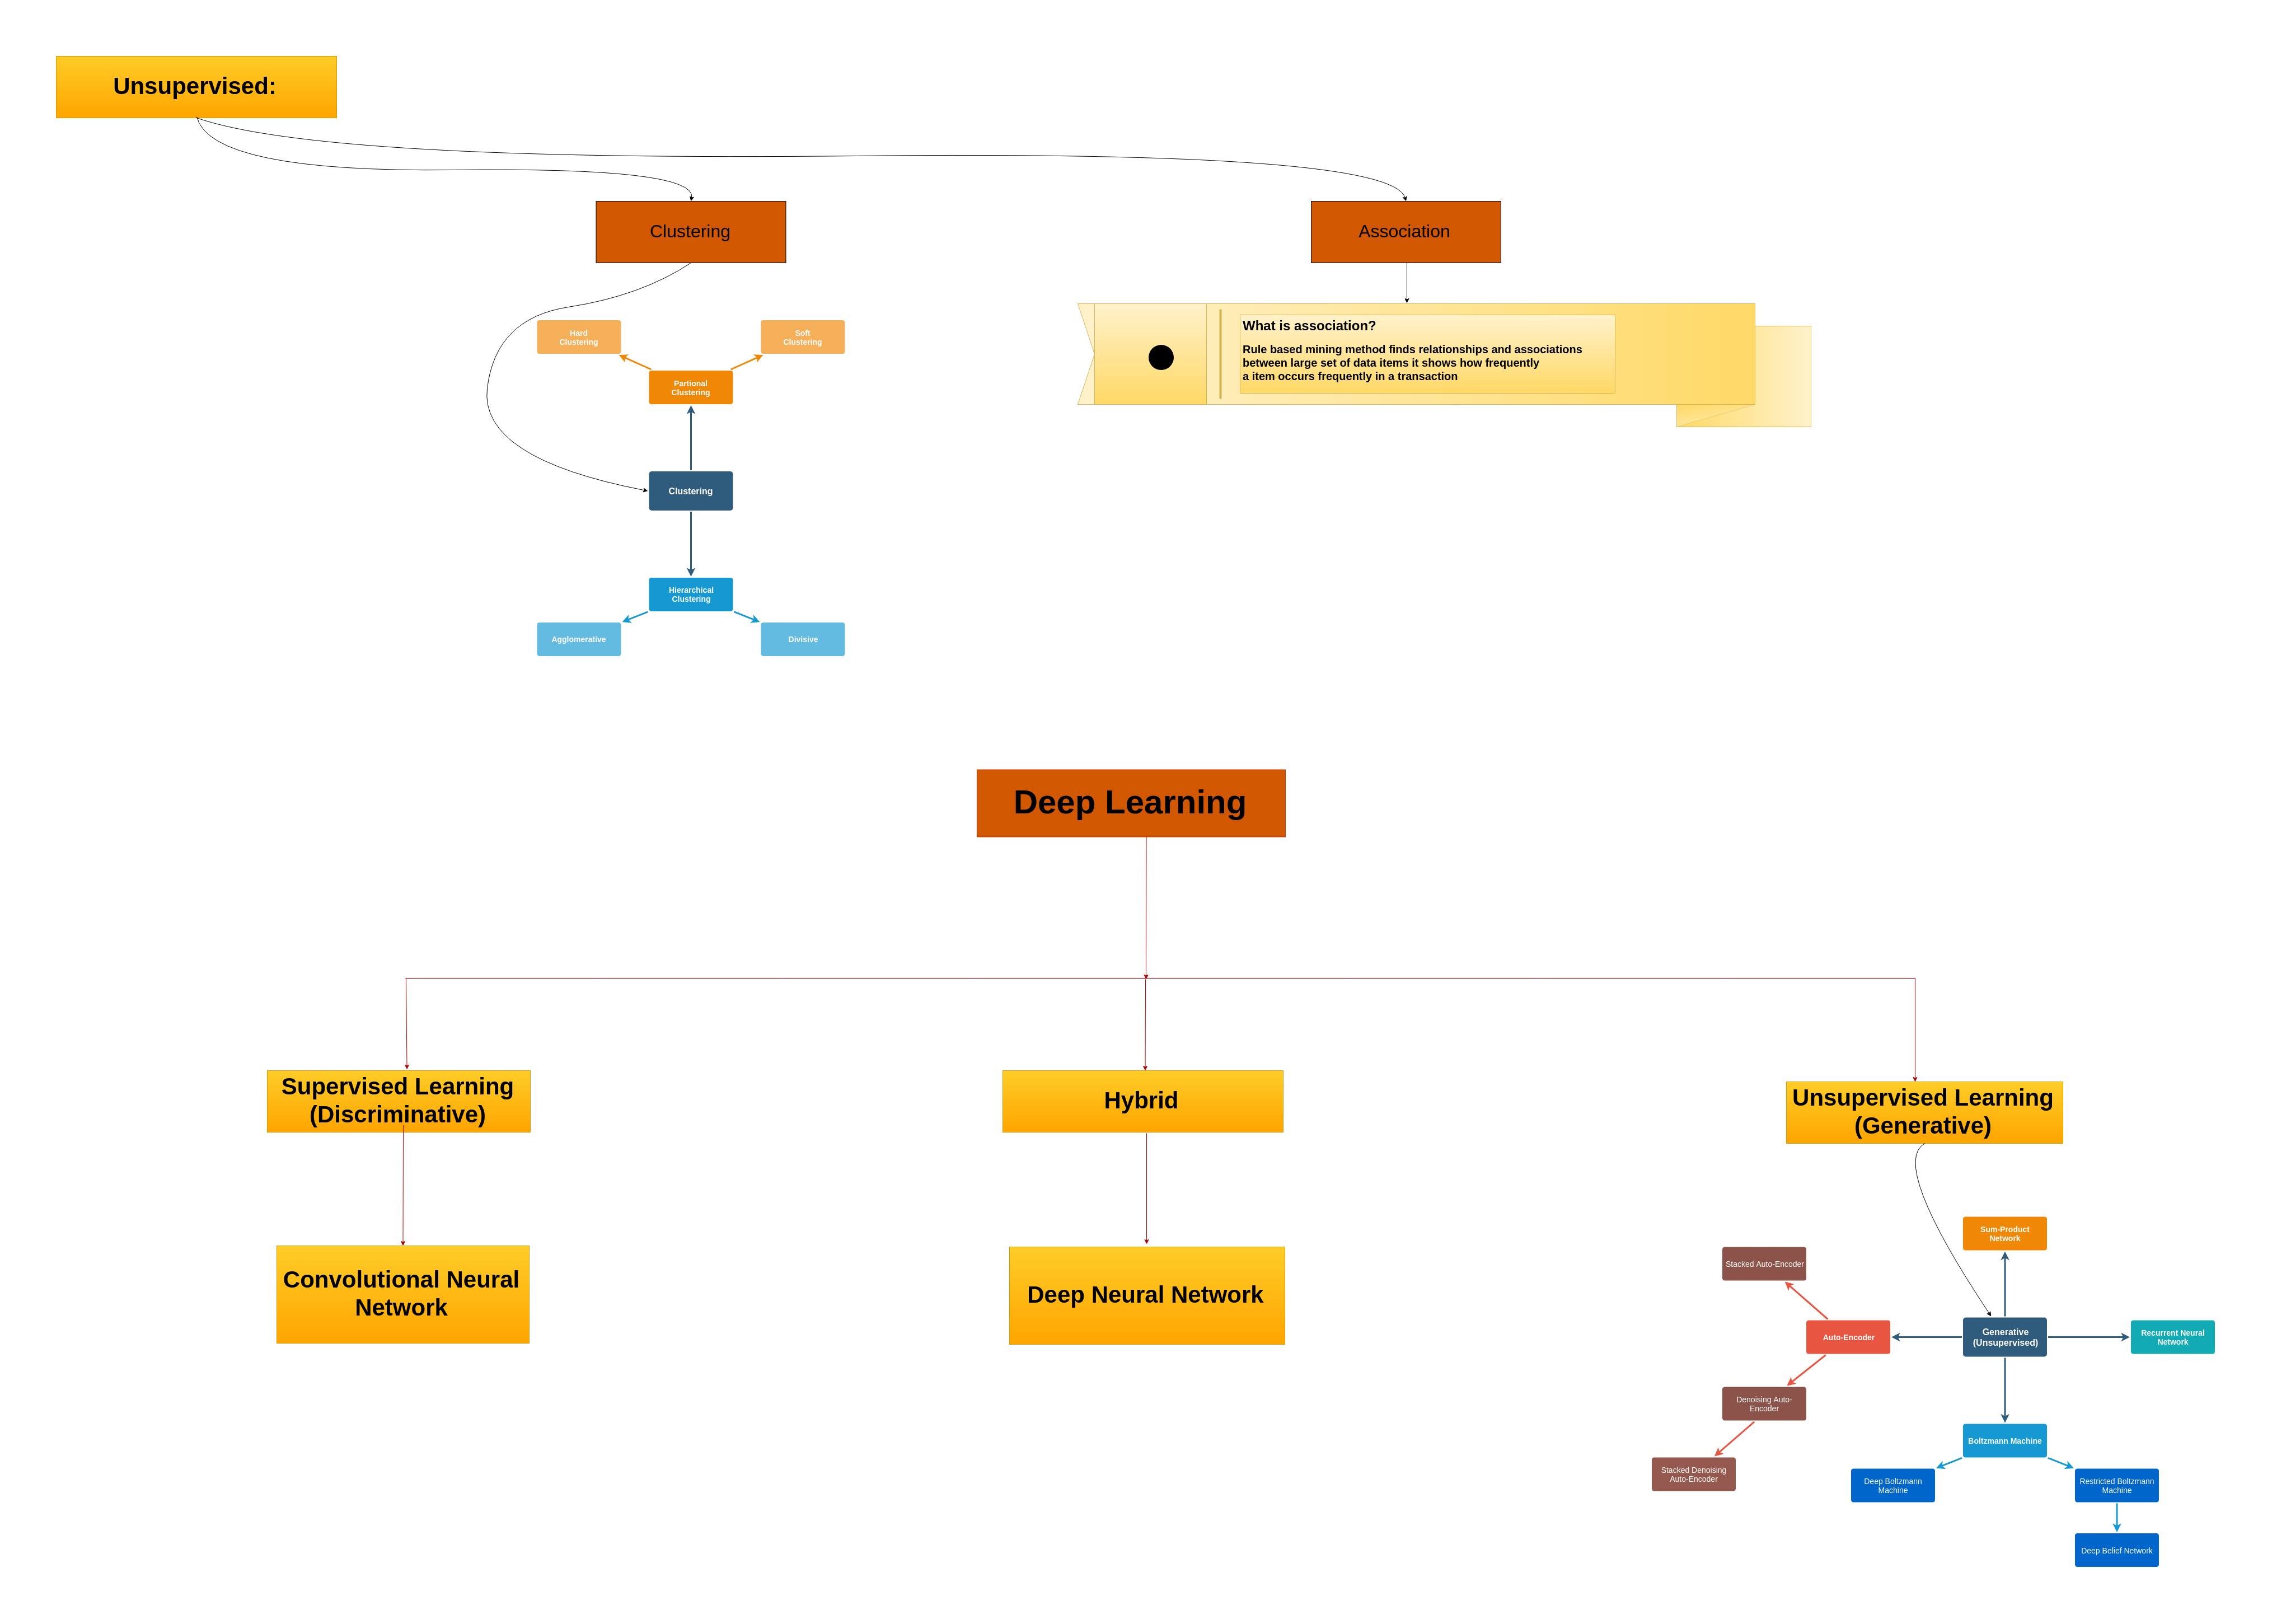 Unsupervised:
Clustering
Association
Hard
Clustering
Soft
Clustering
Partional
Clustering
Clustering
Hierarchical
Clustering
Agglomerative
Divisive
What is association?
Rule based mining method finds relationships and associations
between large set of data items it shows how frequently
a item occurs frequently in a transaction
Deep Learning
Supervised Learning
(Discriminative)
Hybrid
Unsupervised Learning
(Generative)
Convolutional Neural
Network
Deep Neural Network
Sum-Product
Network
Stacked Auto-Encoder
Auto-Encoder
Generative
(Unsupervised)
Recurrent Neural
Network
Denoising Auto-
Encoder
Stacked Denoising
Auto-Encoder
Boltzmann Machine
Deep Boltzmann
Machine
Restricted Boltzmann
Machine
Deep Belief Network